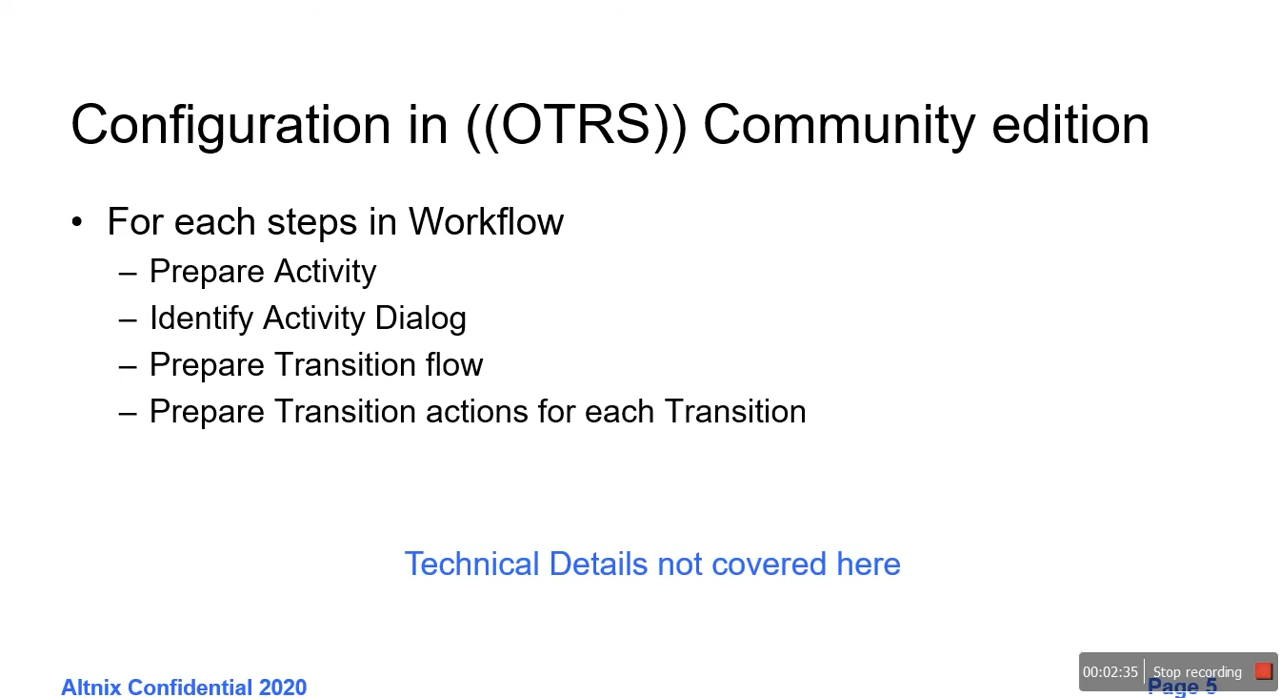 Configuration in ((OTRS)) Community edition
• For each steps in Workflow
– Prepare Activity
– Identify Activity Dialog
– Prepare Transition flow
– Prepare Transition actions for each Transition
Technical Details not covered here
00:02:35 Stop recording
Altnix Confidential 2020
Page 5